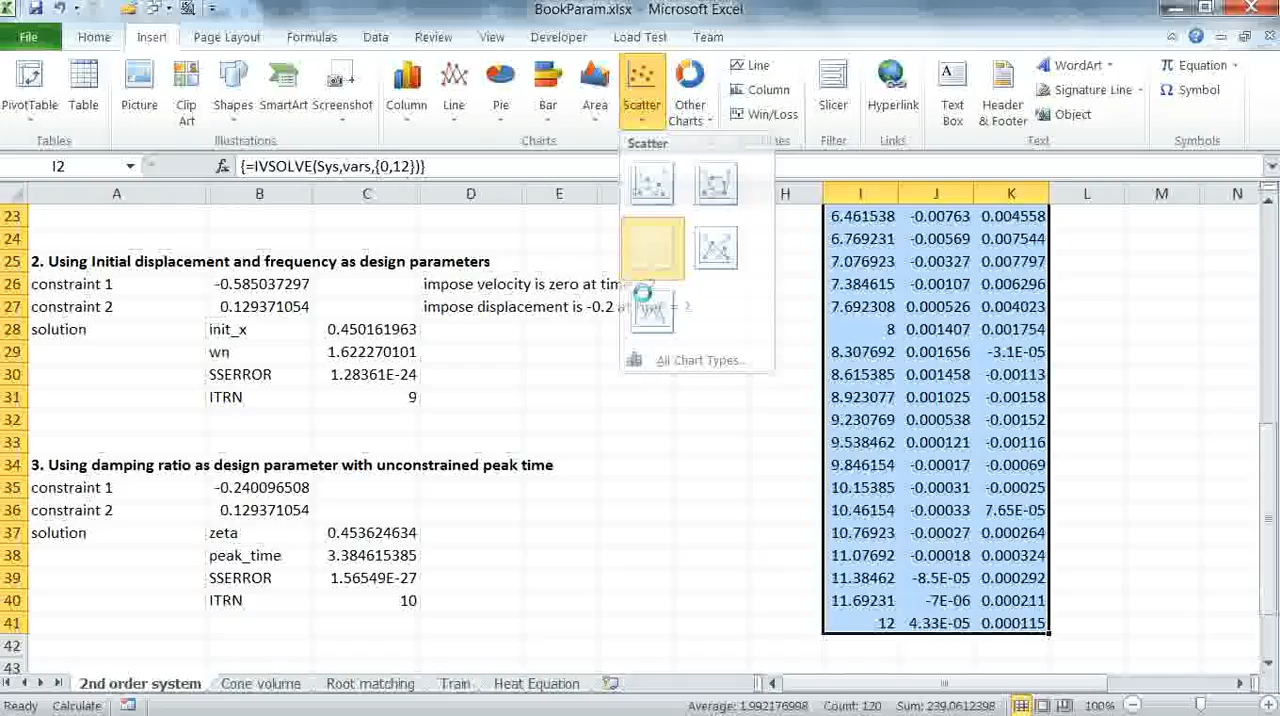 BookParam.xlsx - Microsoft Excel
File Home Insert Page Layout Formulas Data Review View Developer Load Test Team
PivotTable Table Picture Clip Art Shapes SmartArt Screenshot Column Line Pie Bar Area Scatter Other Charts Line Column Win/Loss Slicer Hyperlink Text Box Header & Footer WordArt Signature Line Object Equation Symbol
Tables Illustrations Charts Filter Links Text Symbols
Scatter
All Chart Types...
I2 fx {=IVSOLVE(Sys,vars,{0,12})}
A B C D E H I J K L M N
23 6.461538 -0.00763 0.004558
24 6.769231 -0.00569 0.007544
25 2. Using Initial displacement and frequency as design parameters 7.076923 -0.00327 0.007797
26 constraint 1 -0.585037297 impose velocity is zero at tim 7.384615 -0.00107 0.006296
27 constraint 2 0.129371054 impose displacement is -0.2 a = 2 7.692308 0.000526 0.004023
28 solution init_x 0.450161963 8 0.001407 0.001754
29 wn 1.622270101 8.307692 0.001656 -3.1E-05
30 SSERROR 1.28361E-24 8.615385 0.001458 -0.00113
31 ITRN 9 8.923077 0.001025 -0.00158
32 9.230769 0.000538 -0.00152
33 9.538462 0.000121 -0.00116
34 3. Using damping ratio as design parameter with unconstrained peak time 9.846154 -0.00017 -0.00069
35 constraint 1 -0.240096508 10.15385 -0.00031 -0.00025
36 constraint 2 0.129371054 10.46154 -0.00033 7.65E-05
37 solution zeta 0.453624634 10.76923 -0.00027 0.000264
38 peak_time 3.384615385 11.07692 -0.00018 0.000324
39 SSERROR 1.56549E-27 11.38462 -8.5E-05 0.000292
40 ITRN 10 11.69231 -7E-06 0.000211
41 12 4.33E-05 0.000115
42
43
2nd order system Cone volume Root matching Train Heat Equation
Ready Calculate Average: 1.992176998 Count: 120 Sum: 239.0612398 100%